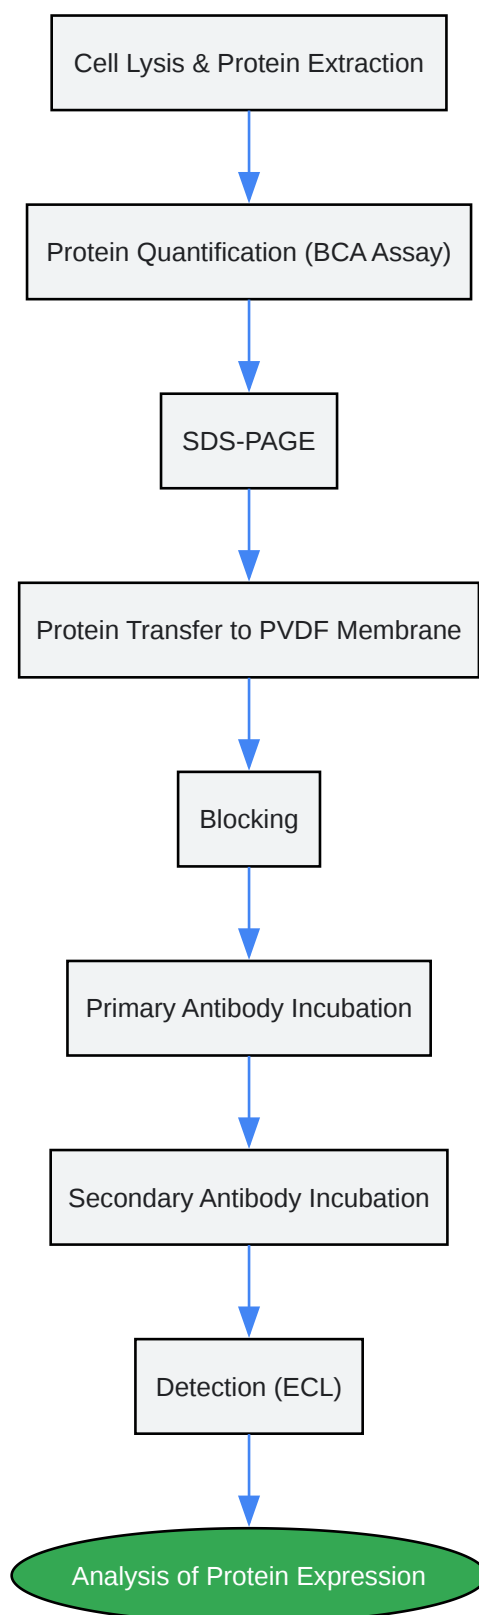 Cell Lysis & Protein Extraction
Protein Quantification (BCA Assay)
SDS-PAGE
Protein Transfer to PVDF Membrane
Blocking
Primary Antibody Incubation
Secondary Antibody Incubation
Detection (ECL)
Analysis of Protein Expression